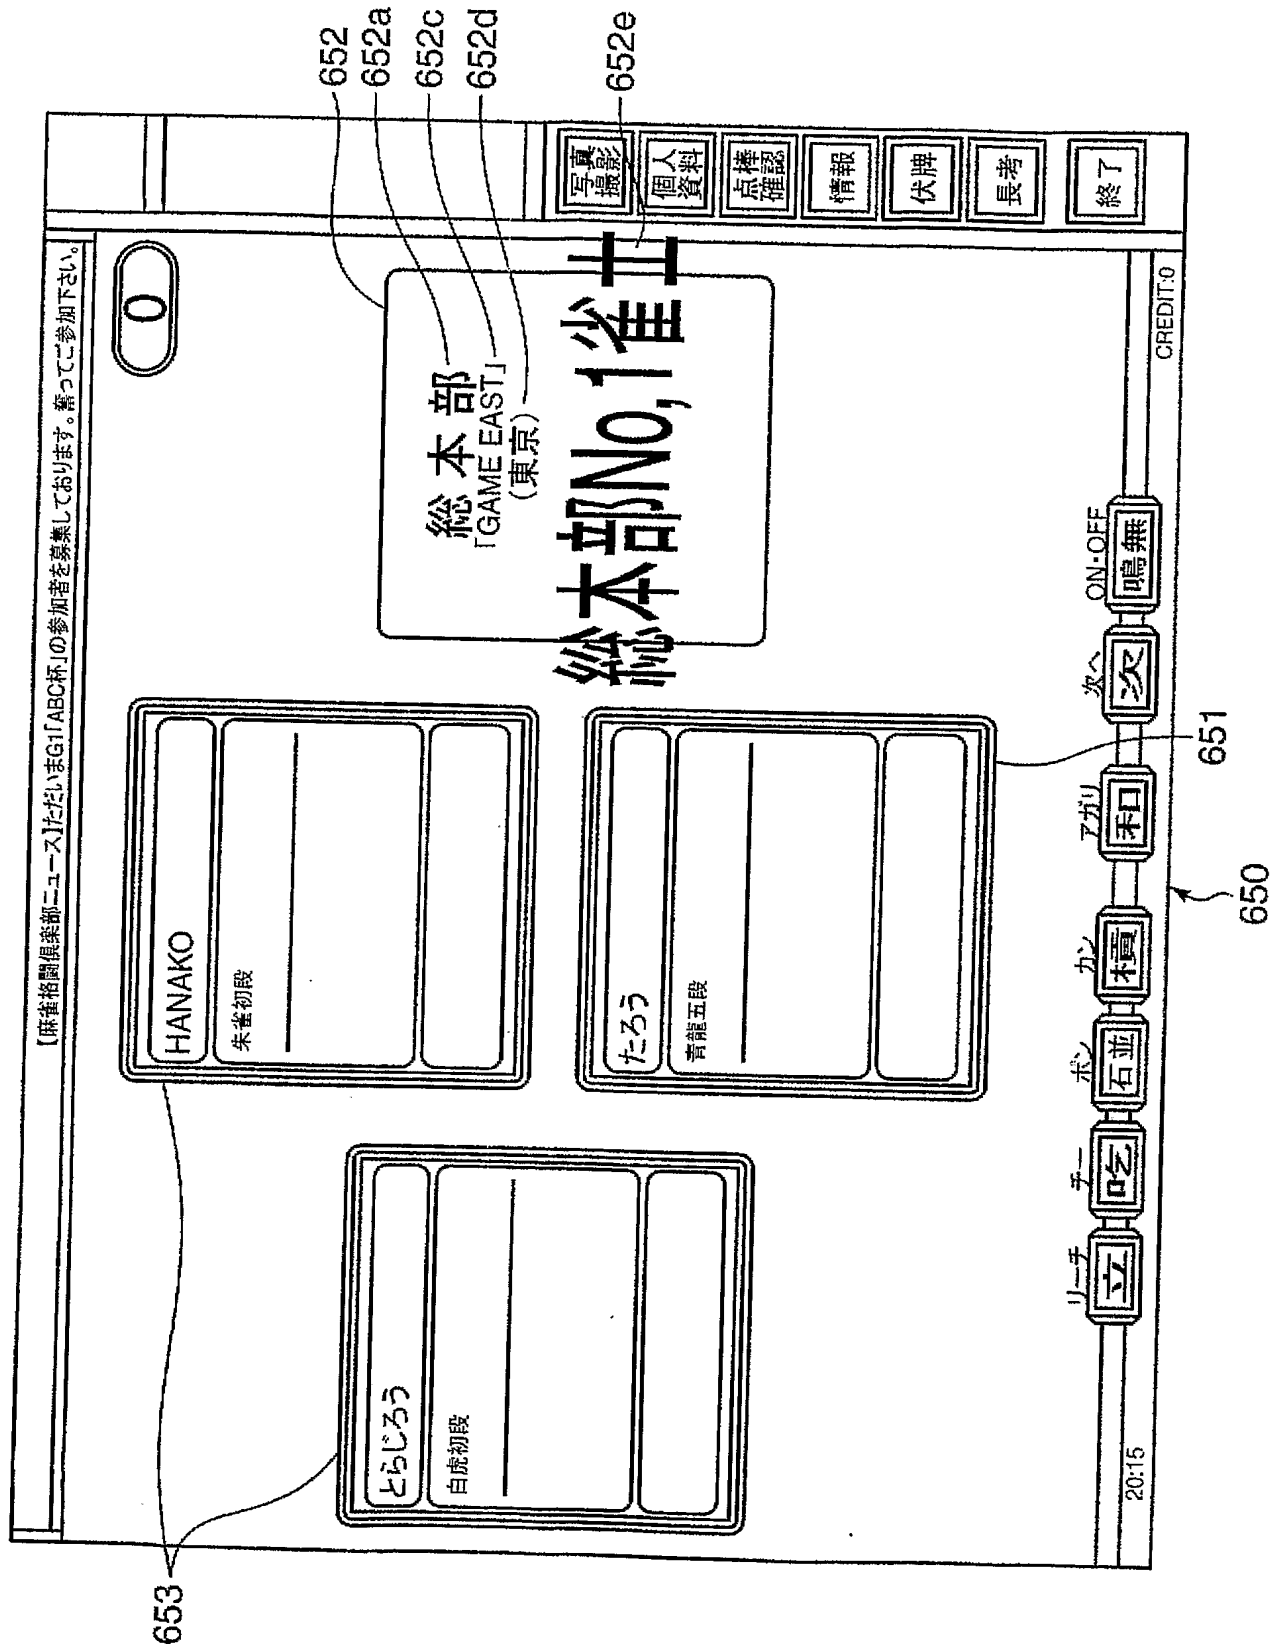 【麻雀格闘倶楽部ニュース】ただいまG1「ABC杯」の参加者を募集しております。奮ってご参加下さい。
0
653
とらじろう
白虎初段
HANAKO
朱雀初段
たろう
青龍五段
651
総本部
「GAME EAST」
(東京)
総本部No,1雀士
652
652a
652c
652d
652e
写真
撮影
個人
資料
点棒
確認
情報
伏牌
長考
終了
リーチ
立
チー
吃
ポン
石並
カン
槓
アガリ
和
次へ
次
ON・OFF
鳴無
20:15
CREDIT:0
650